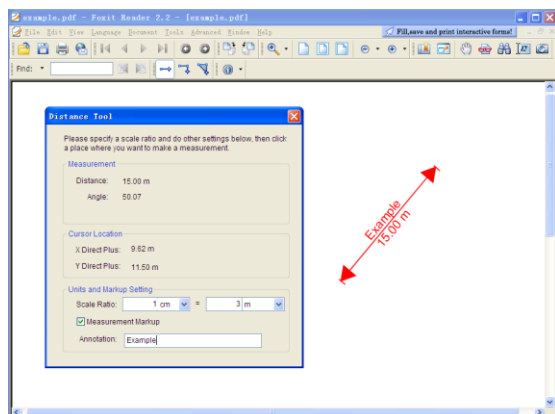 example.pdf - Foxit Reader 2.2 - [example.pdf]
File Edit View Language Document Tools Advanced Window Help
Fill,save and print interactive forms!
Find:
Distance Tool
Please specify a scale ratio and do other settings below, then click
a place where you want to make a measurement.
Measurement
Distance: 15.00 m
Angle: 50.07
Cursor Location
X Direct Plus: 9.62 m
Y Direct Plus: 11.50 m
Units and Markup Setting
Scale Ratio: 1 cm = 3 m
Measurement Markup
Annotation: Example
Example
15.00 m